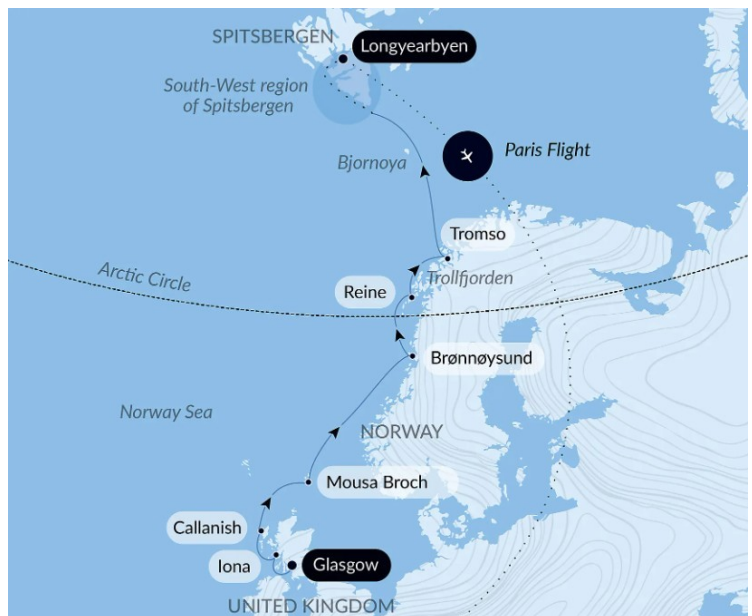 SPITSBERGEN
Longyearbyen
South-West region
of Spitsbergen
Paris Flight
Bjornoya
Tromso
Arctic Circle
Trollfjorden
Reine
Brønnøysund
Norway Sea
NORWAY
Mousa Broch
Callanish
Iona
Glasgow
UNITED KINGDOM